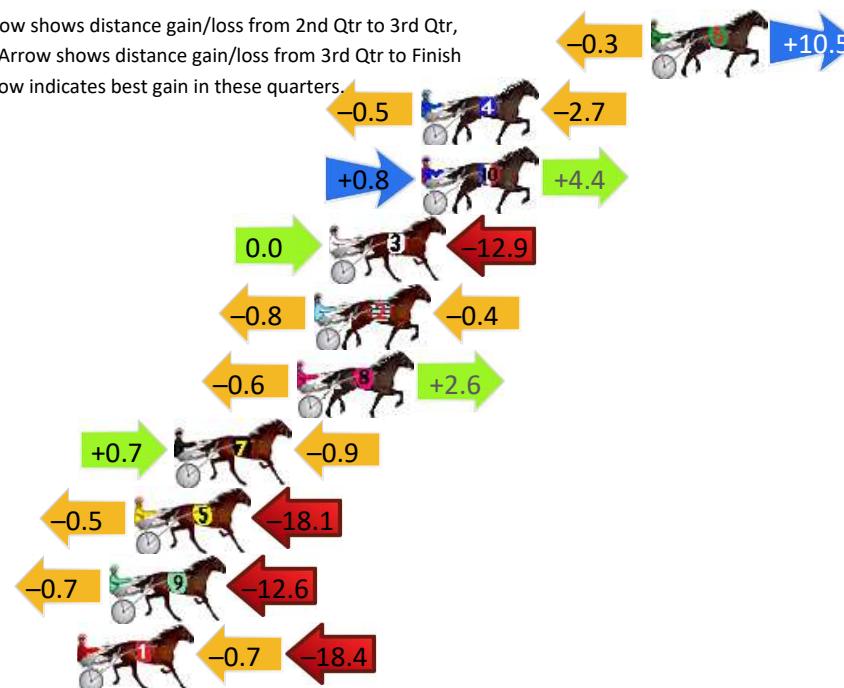 ow shows distance gain/loss from 2nd Qtr to 3rd Qtr,
Arrow shows distance gain/loss from 3rd Qtr to Finish
ow indicates best gain in these quarters.
–0.3 6 +10.5
–0.5 4 –2.7
+0.8 10 +4.4
0.0 3 –12.9
–0.8 2 –0.4
–0.6 8 +2.6
+0.7 7 –0.9
–0.5 5 –18.1
–0.7 9 –12.6
1 –0.7 –18.4